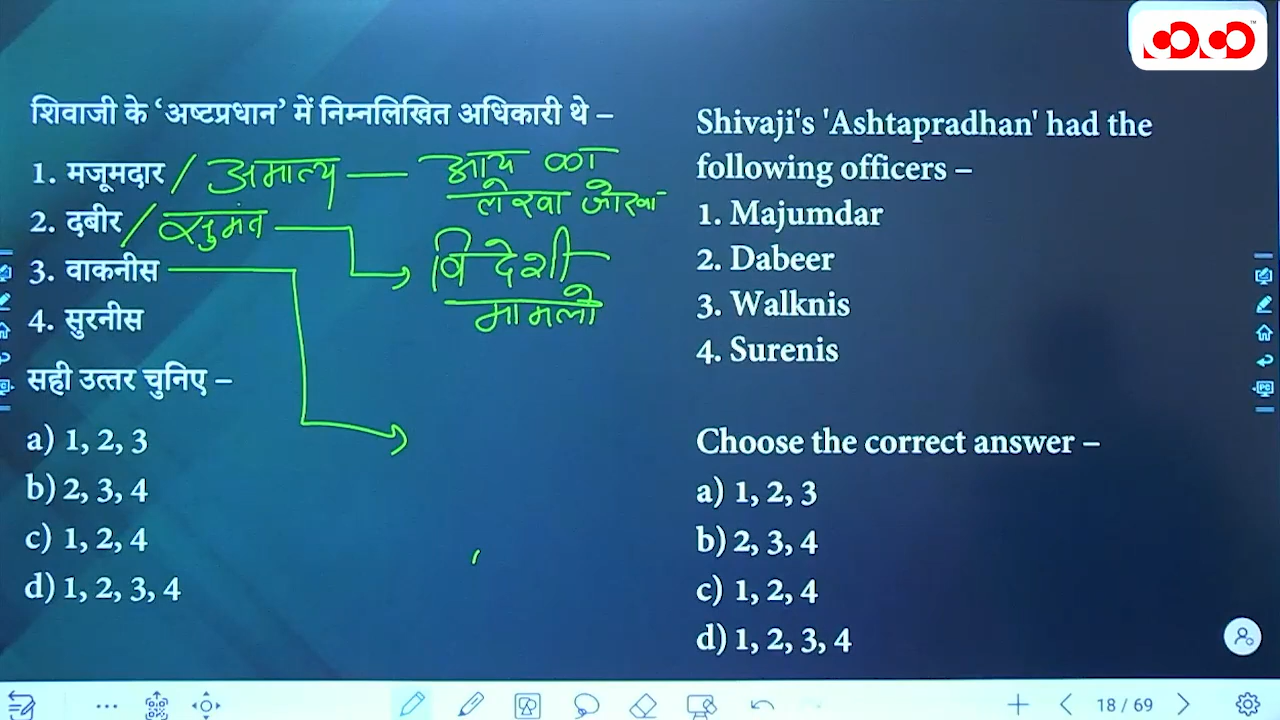 शिवाजी के ‘अष्टप्रधान’ में निम्नलिखित अधिकारी थे –
1. मजूमदार / अमात्य — आय का
लेखा जोखा
2. दबीर / सुमंत
विदेशी
मामलो
3. वाकनीस
4. सुरनीस
सही उत्तर चुनिए –
a) 1, 2, 3
b) 2, 3, 4
c) 1, 2, 4
d) 1, 2, 3, 4
Shivaji's 'Ashtapradhan' had the
following officers –
1. Majumdar
2. Dabeer
3. Walknis
4. Surenis
Choose the correct answer –
a) 1, 2, 3
b) 2, 3, 4
c) 1, 2, 4
d) 1, 2, 3, 4
18 / 69